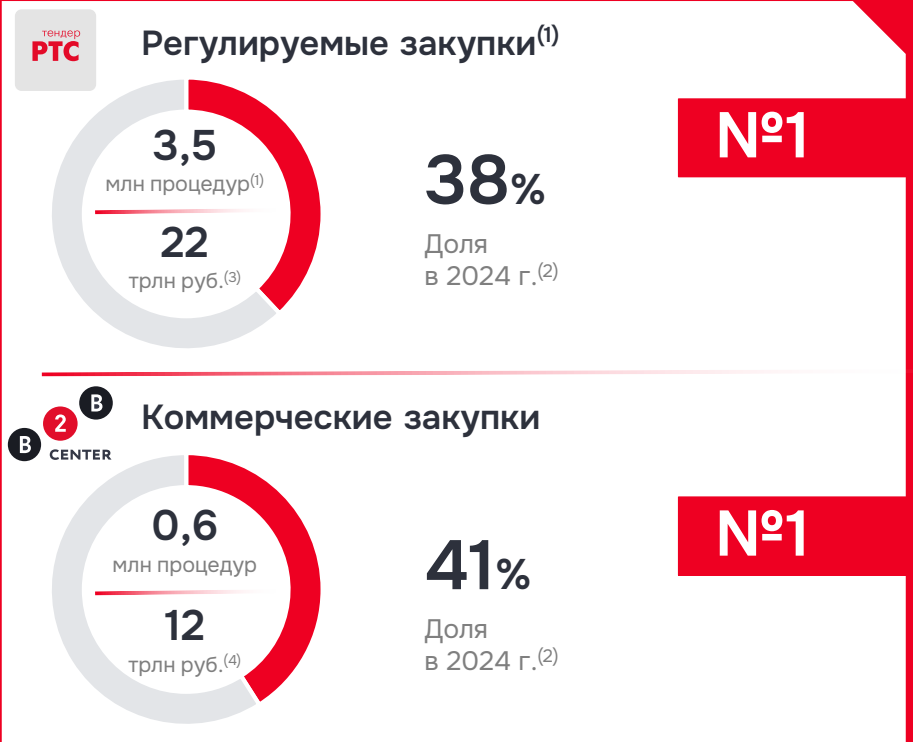 тендер
РТС
Регулируемые закупки(1)
3,5
млн процедур(1)
22
трлн руб.(3)
38%
Доля
в 2024 г.(2)
№1
B
2
B
CENTER
Коммерческие закупки
0,6
млн процедур
12
трлн руб.(4)
41%
Доля
в 2024 г.(2)
№1